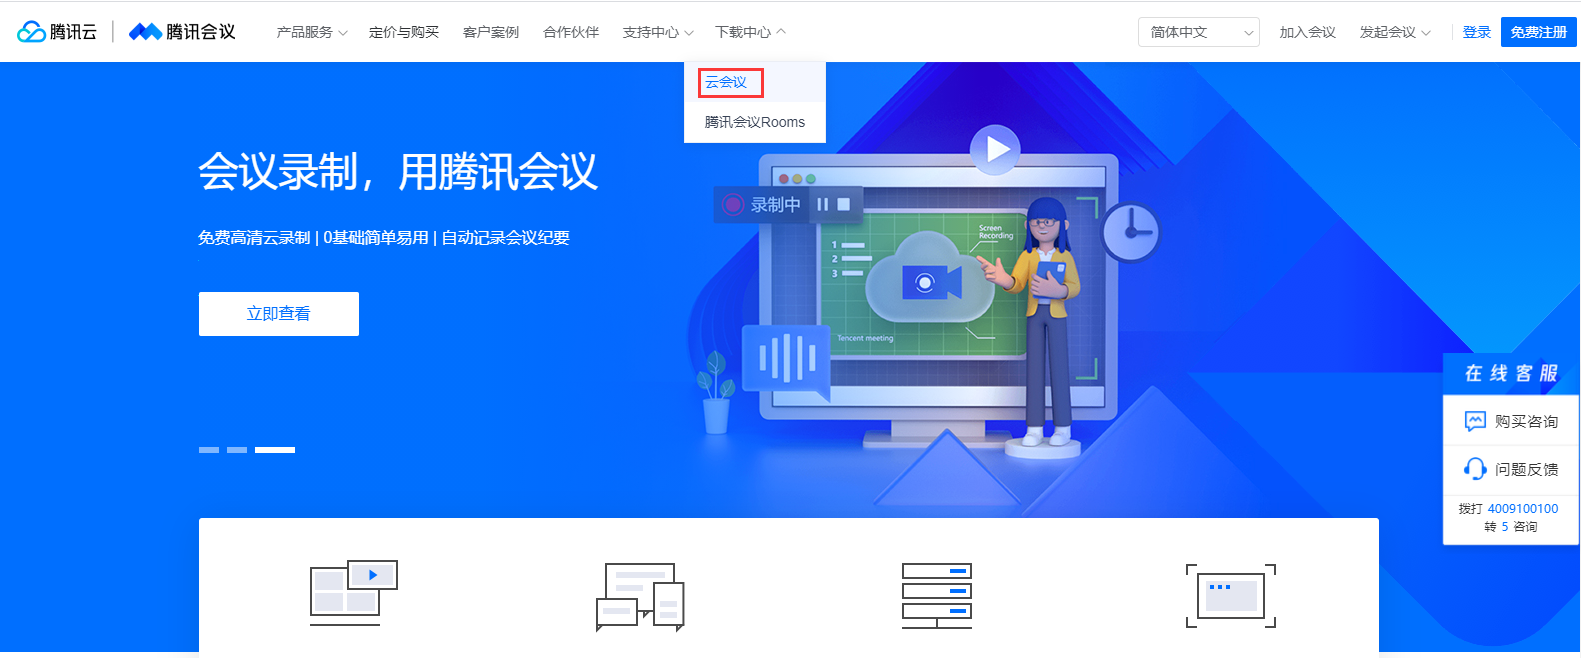 腾讯云 腾讯会议 产品服务 定价与购买 客户案例 合作伙伴 支持中心 下载中心 简体中文 加入会议 发起会议 登录 免费注册
云会议
腾讯会议Rooms
会议录制，用腾讯会议
免费高清云录制 | 0基础简单易用 | 自动记录会议纪要
立即查看
录制中
Screen
Recording
1
2
3
Tencent meeting
在线客服
购买咨询
问题反馈
拨打 4009100100
转 5 咨询